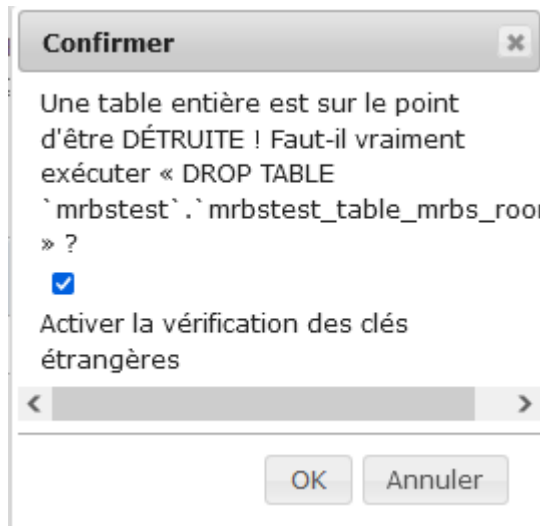 Confirmer
Une table entière est sur le point
d'être DÉTRUITE ! Faut-il vraiment
exécuter « DROP TABLE
`mrbstest`.`mrbstest_table_mrbs_roo
» ?
Activer la vérification des clés
étrangères
OK Annuler